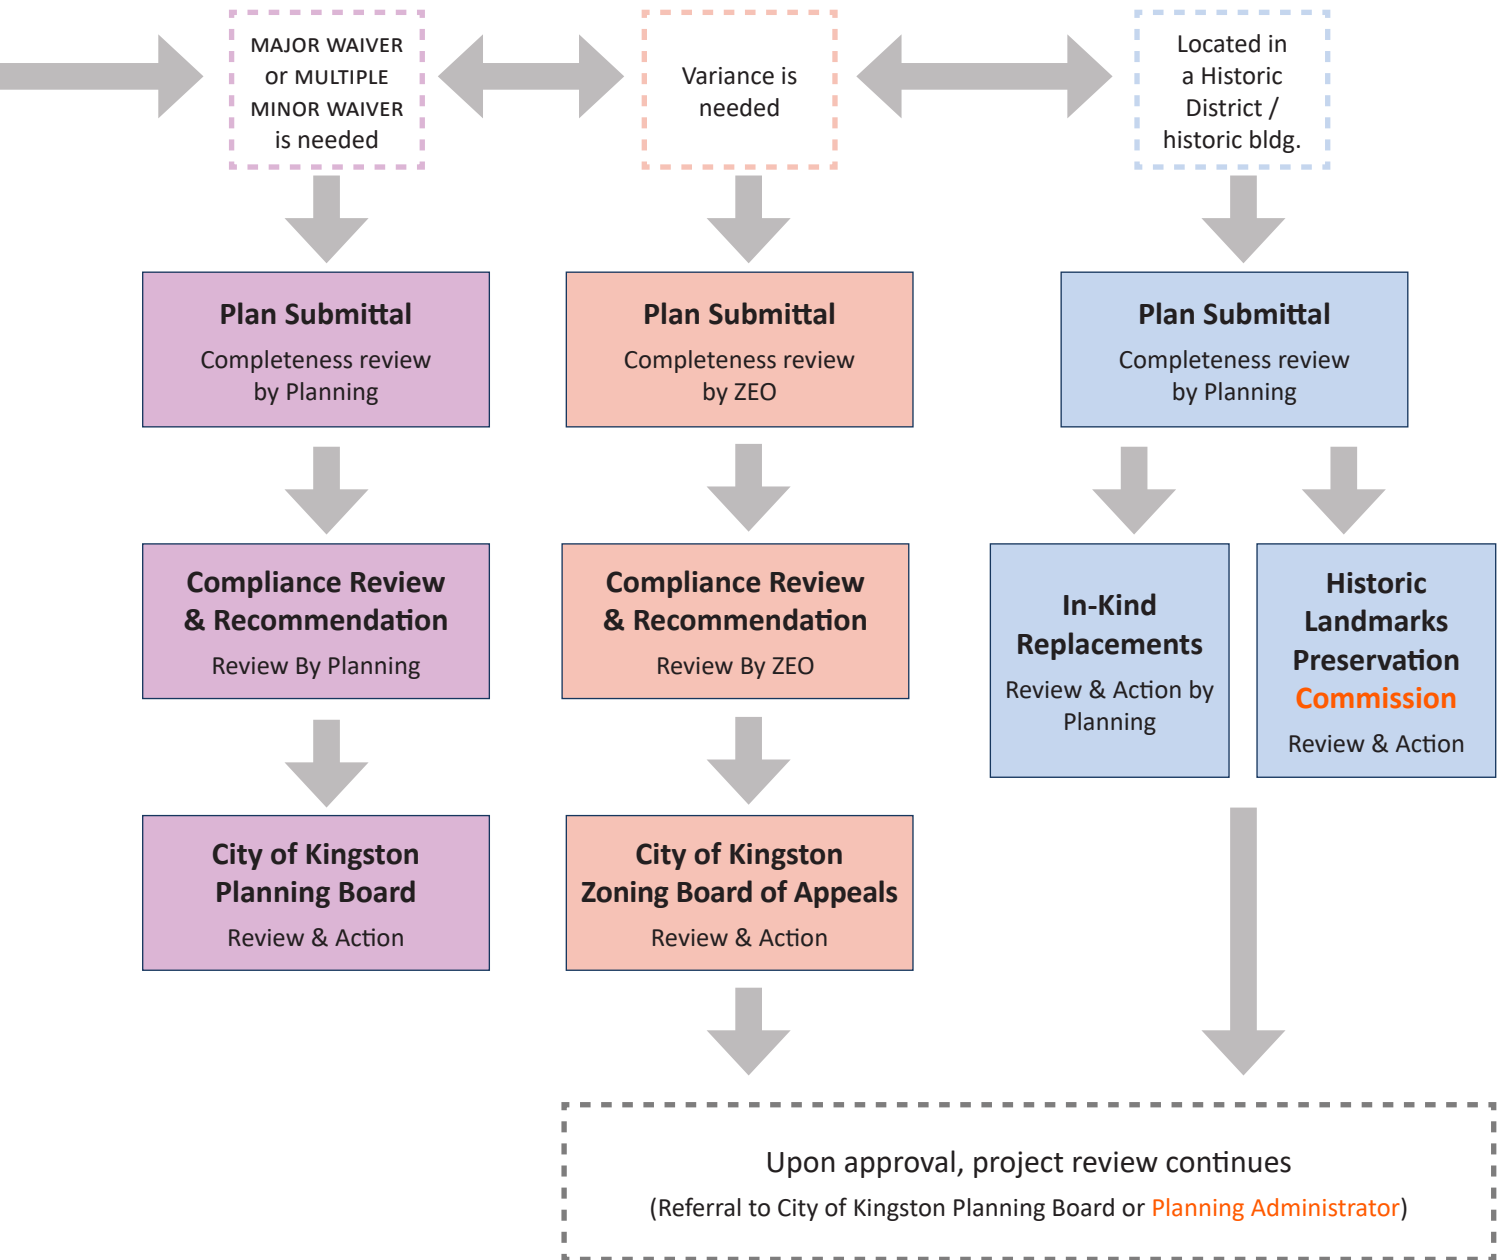 MAJOR WAIVER
or MULTIPLE
MINOR WAIVER
is needed
Variance is
needed
Located in
a Historic
District /
historic bldg.
Plan Submittal
Completeness review
by Planning
Plan Submittal
Completeness review
by ZEO
Plan Submittal
Completeness review
by Planning
Compliance Review
& Recommendation
Review By Planning
Compliance Review
& Recommendation
Review By ZEO
In-Kind
Replacements
Review & Action by
Planning
Historic
Landmarks
Preservation
Commission
Review & Action
City of Kingston
Planning Board
Review & Action
City of Kingston
Zoning Board of Appeals
Review & Action
Upon approval, project review continues
(Referral to City of Kingston Planning Board or Planning Administrator)